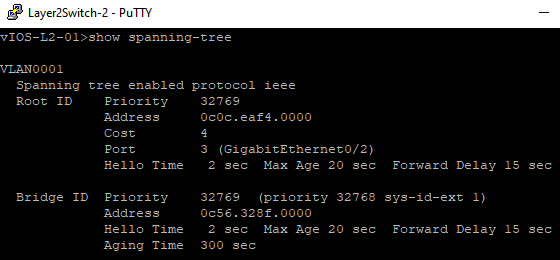 Layer2Switch-2 - PuTTY
vIOS-L2-01>show spanning-tree
VLAN0001
Spanning tree enabled protocol ieee
Root ID Priority 32769
Address 0c0c.eaf4.0000
Cost 4
Port 3 (GigabitEthernet0/2)
Hello Time 2 sec Max Age 20 sec Forward Delay 15 sec
Bridge ID Priority 32769 (priority 32768 sys-id-ext 1)
Address 0c56.328f.0000
Hello Time 2 sec Max Age 20 sec Forward Delay 15 sec
Aging Time 300 sec